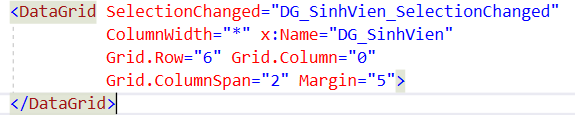 <DataGrid SelectionChanged="DG_SinhVien_SelectionChanged"
ColumnWidth="*" x:Name="DG_SinhVien"
Grid.Row="6" Grid.Column="0"
Grid.ColumnSpan="2" Margin="5">
</DataGrid>